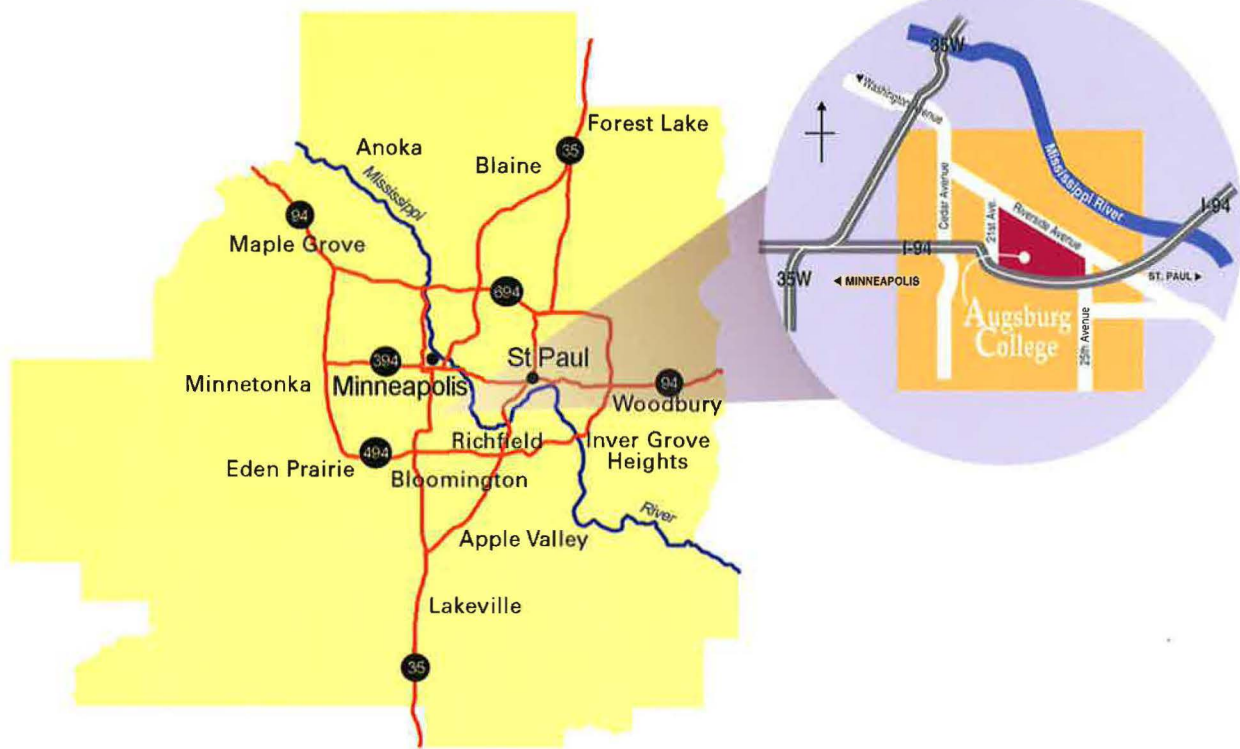 Forest Lake
35
Anoka
Blaine
Mississippi
94
Maple Grove
694
394
St Paul
Minnetonka
Minneapolis
94
Woodbury
Richfield
Inver Grove
Heights
494
Eden Prairie
Bloomington
River
Apple Valley
Lakeville
35
35W
Washington Avenue
Mississippi River
Cedar Avenue
21st Ave.
Riverside Avenue
I-94
I-94
35W
MINNEAPOLIS
ST. PAUL
Augsburg
College
25th Avenue